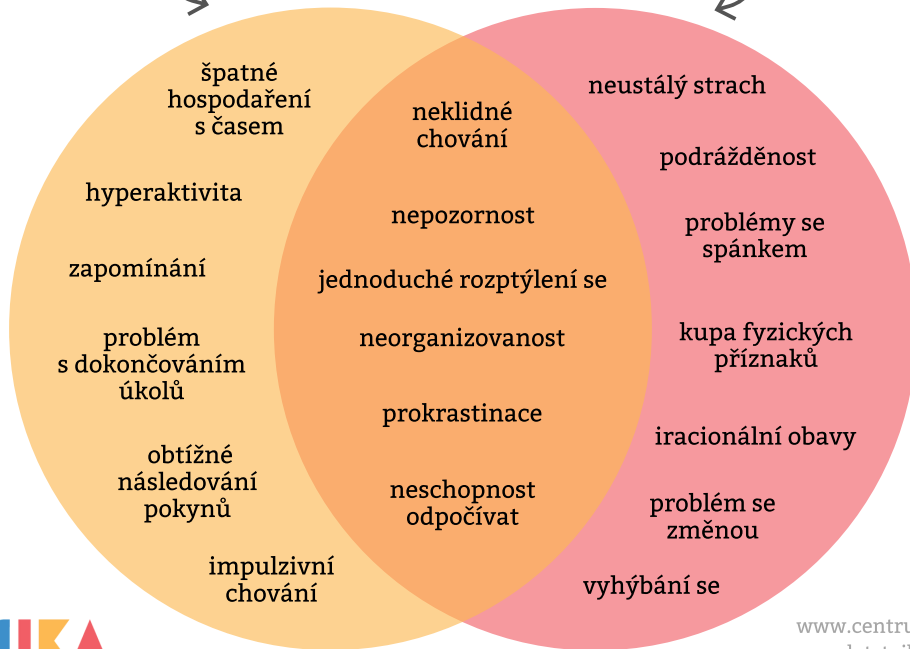 špatné
hospodaření
s časem
hyperaktivita
zapomínání
problém
s dokončováním
úkolů
obtížné
následování
pokynů
impulzivní
chování
neklidné
chování
nepozornost
jednoduché rozptýlení se
neorganizovanost
prokrastinace
neschopnost
odpočívat
neustálý strach
podrážděnost
problémy se
spánkem
kupa fyzických
příznaků
iracionální obavy
problém se
změnou
vyhýbání se
www.centru